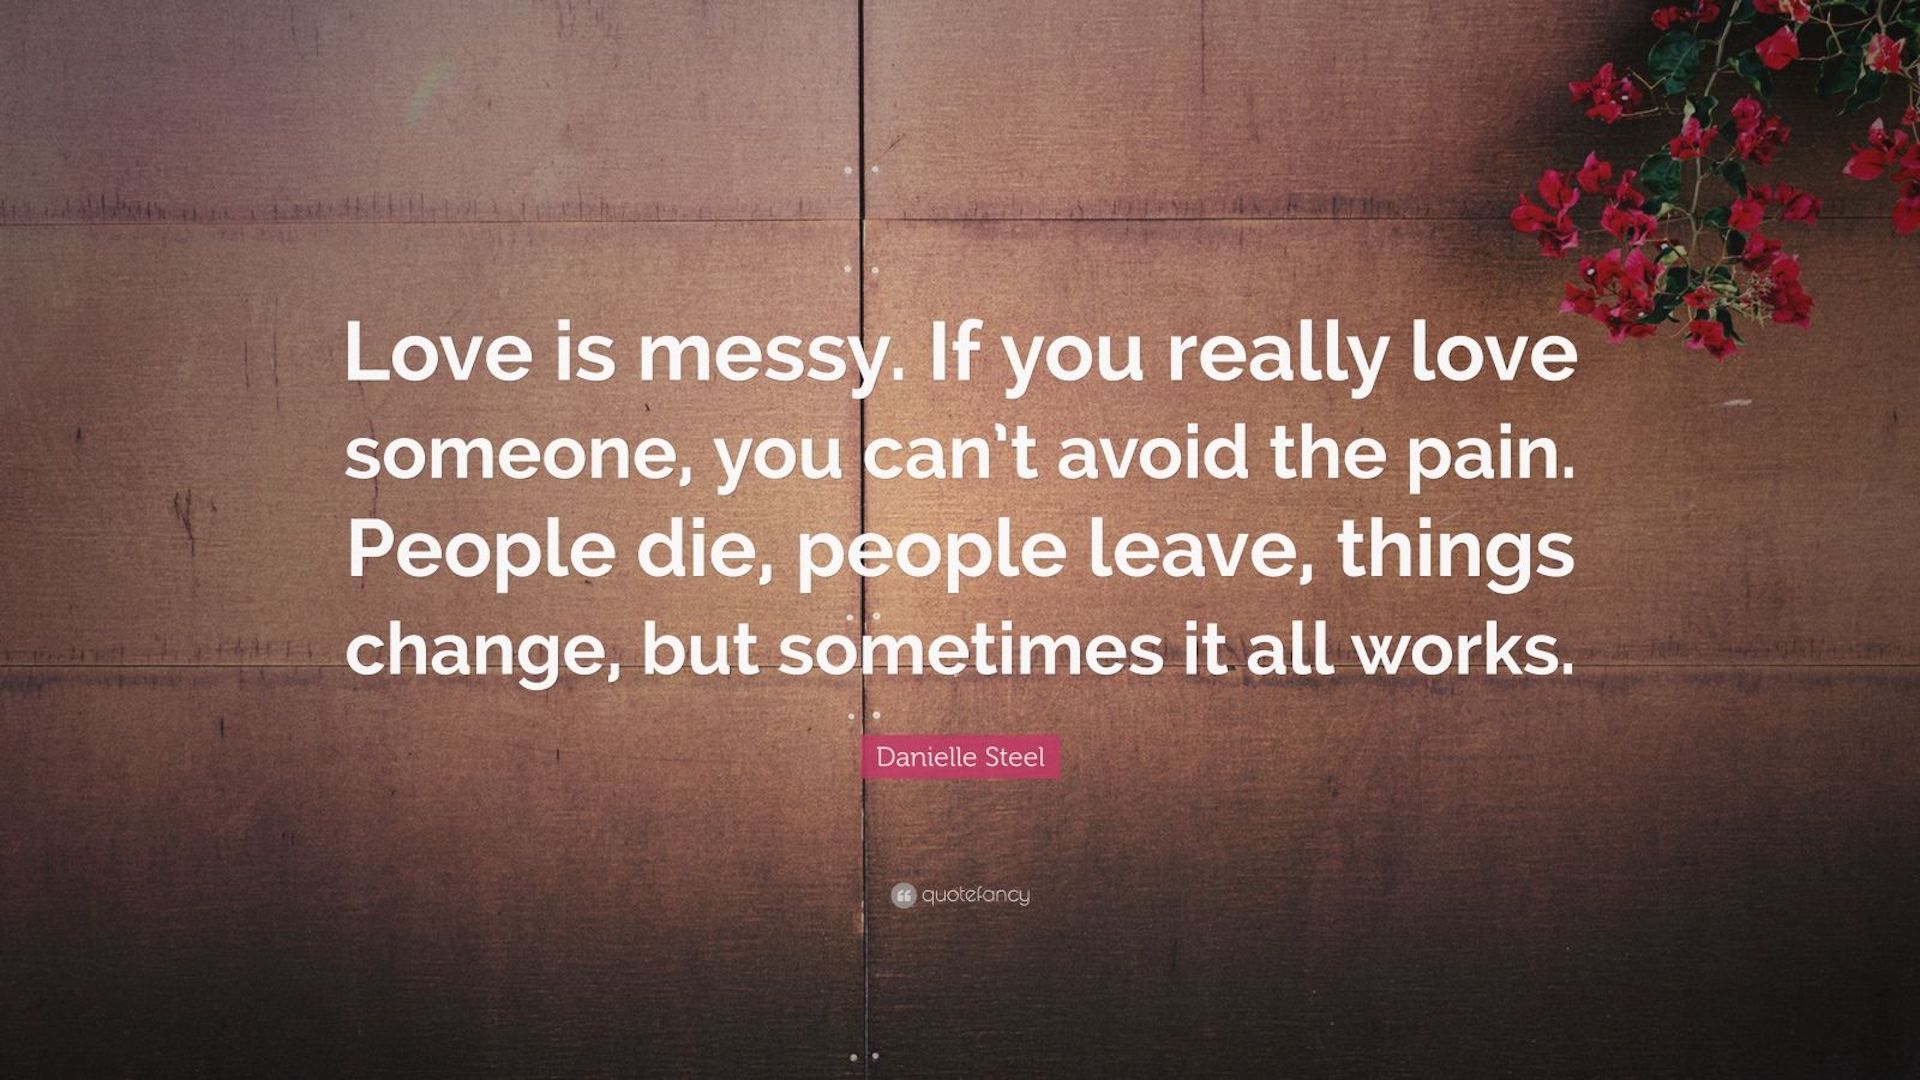 Love is messy. If you really love
someone, you can’t avoid the pain.
People die, people leave, things
change, but sometimes it all works.
Danielle Steel
quotefancy